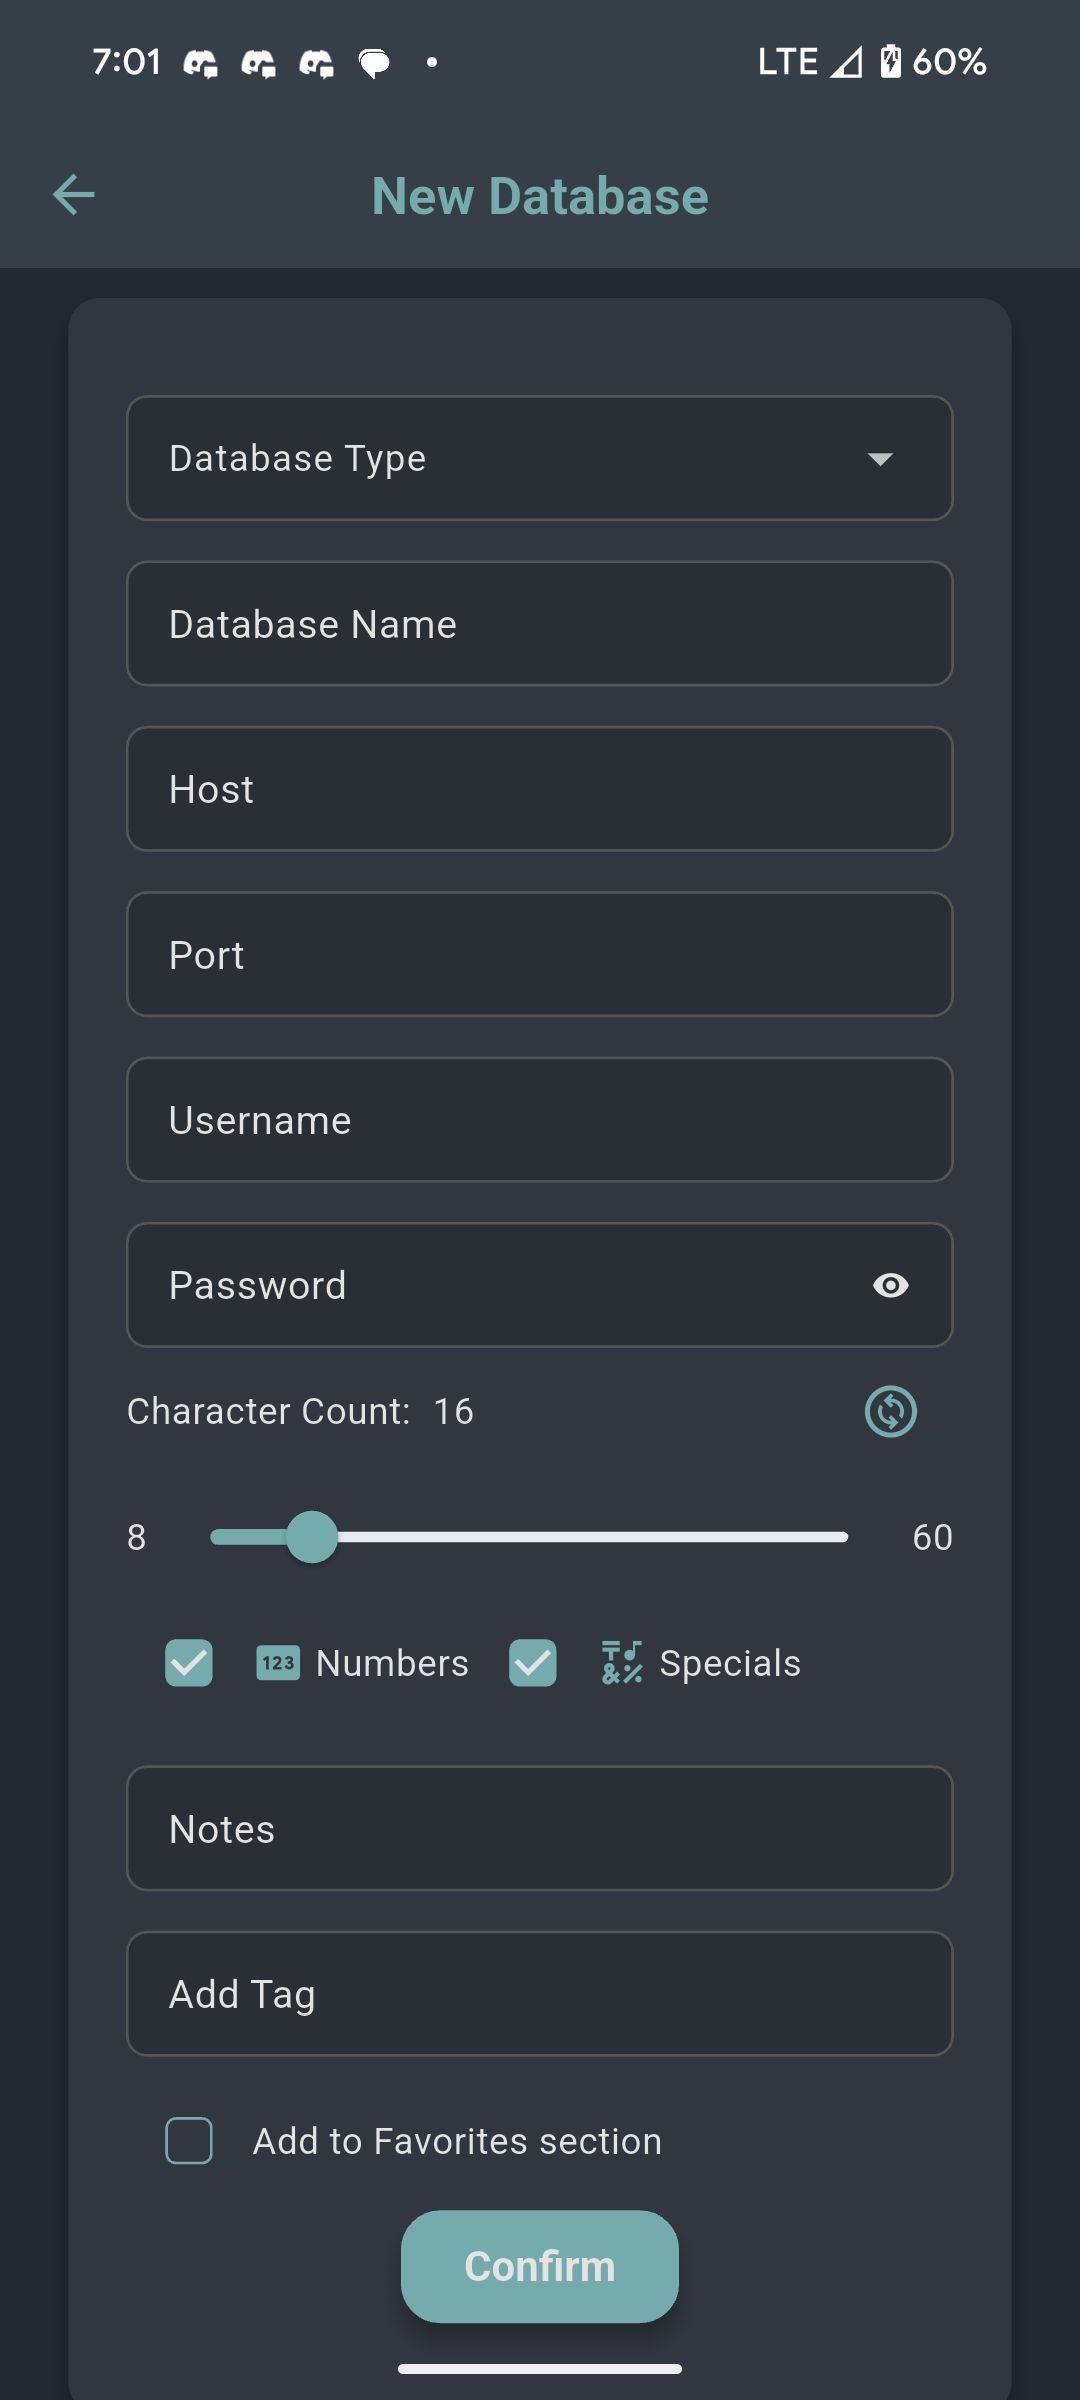 7:01 LTE 60%
New Database
Database Type
Database Name
Host
Port
Username
Password
Character Count: 16
8 60
123 Numbers Specials
Notes
Add Tag
Add to Favorites section
Confirm